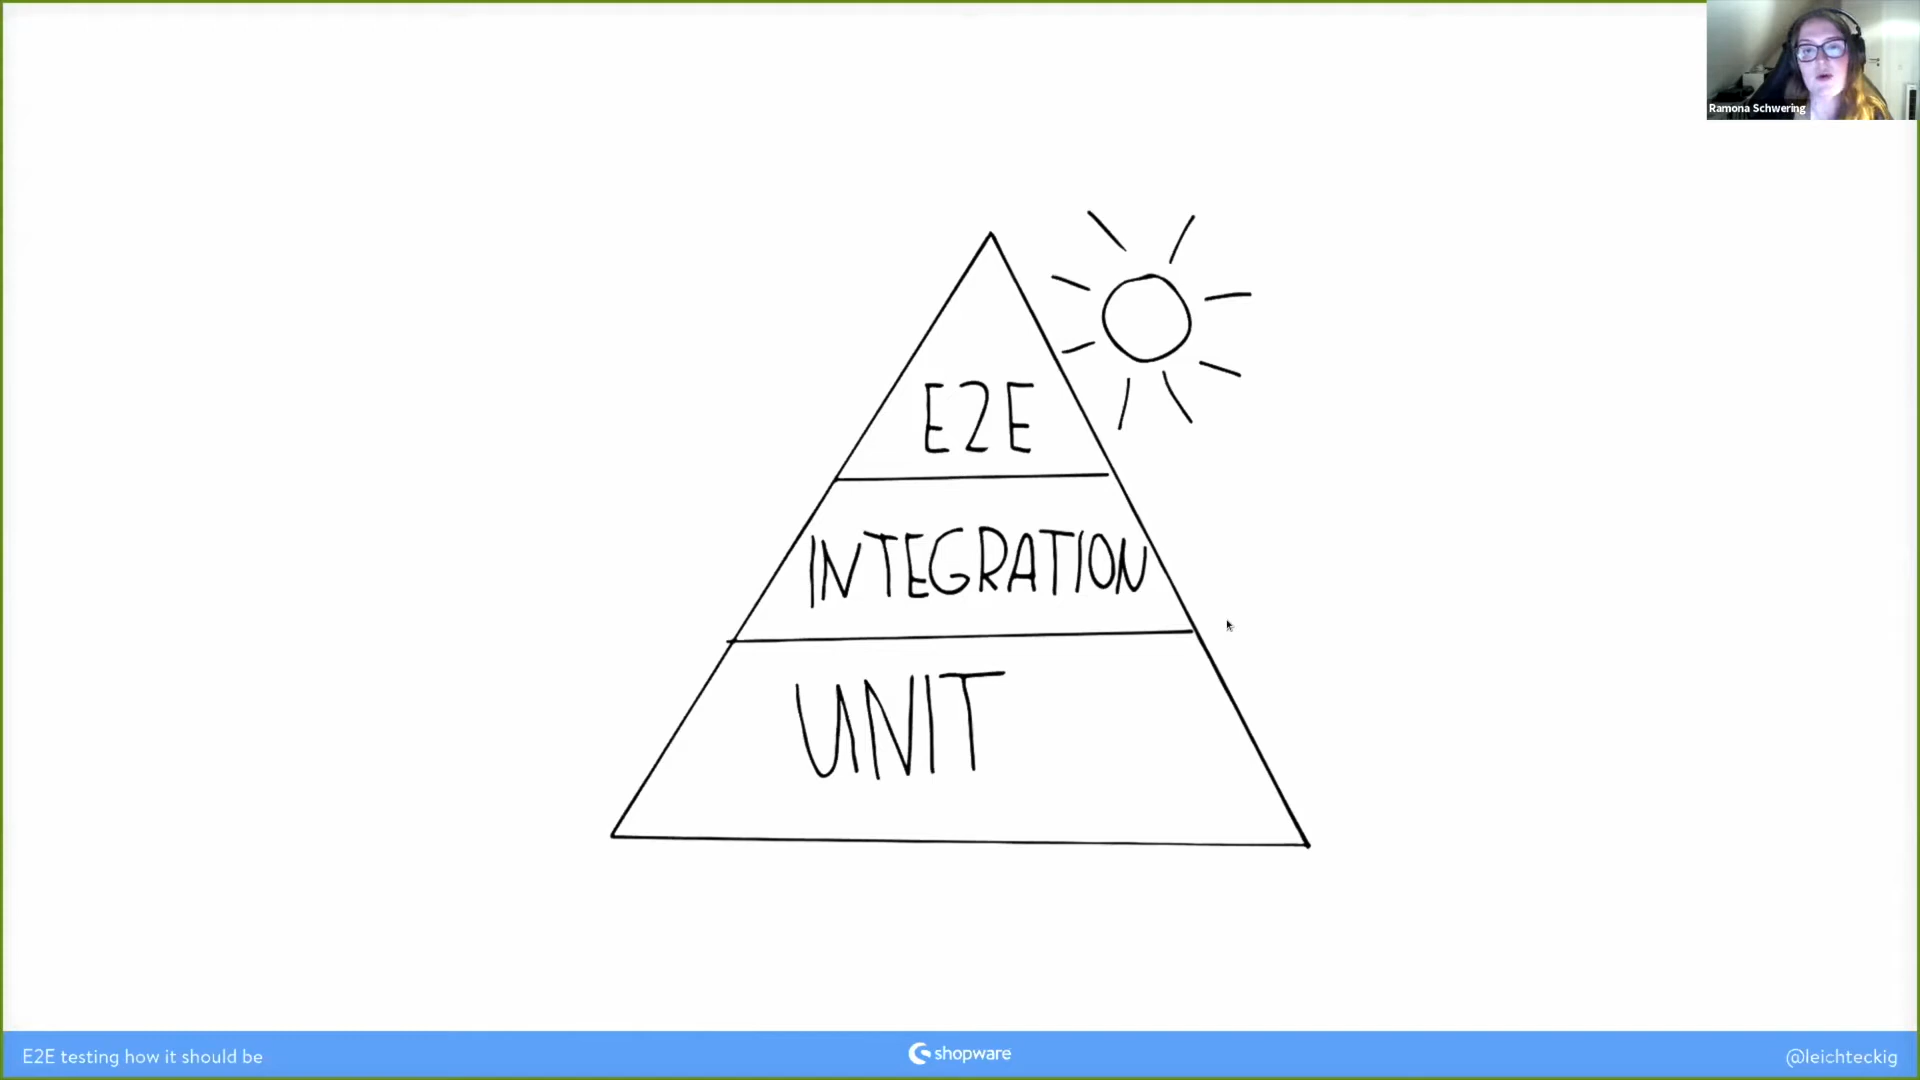 Ramona Schwering
E2E
INTEGRATION
UNIT
E2E testing how it should be
shopware
@leichteckig